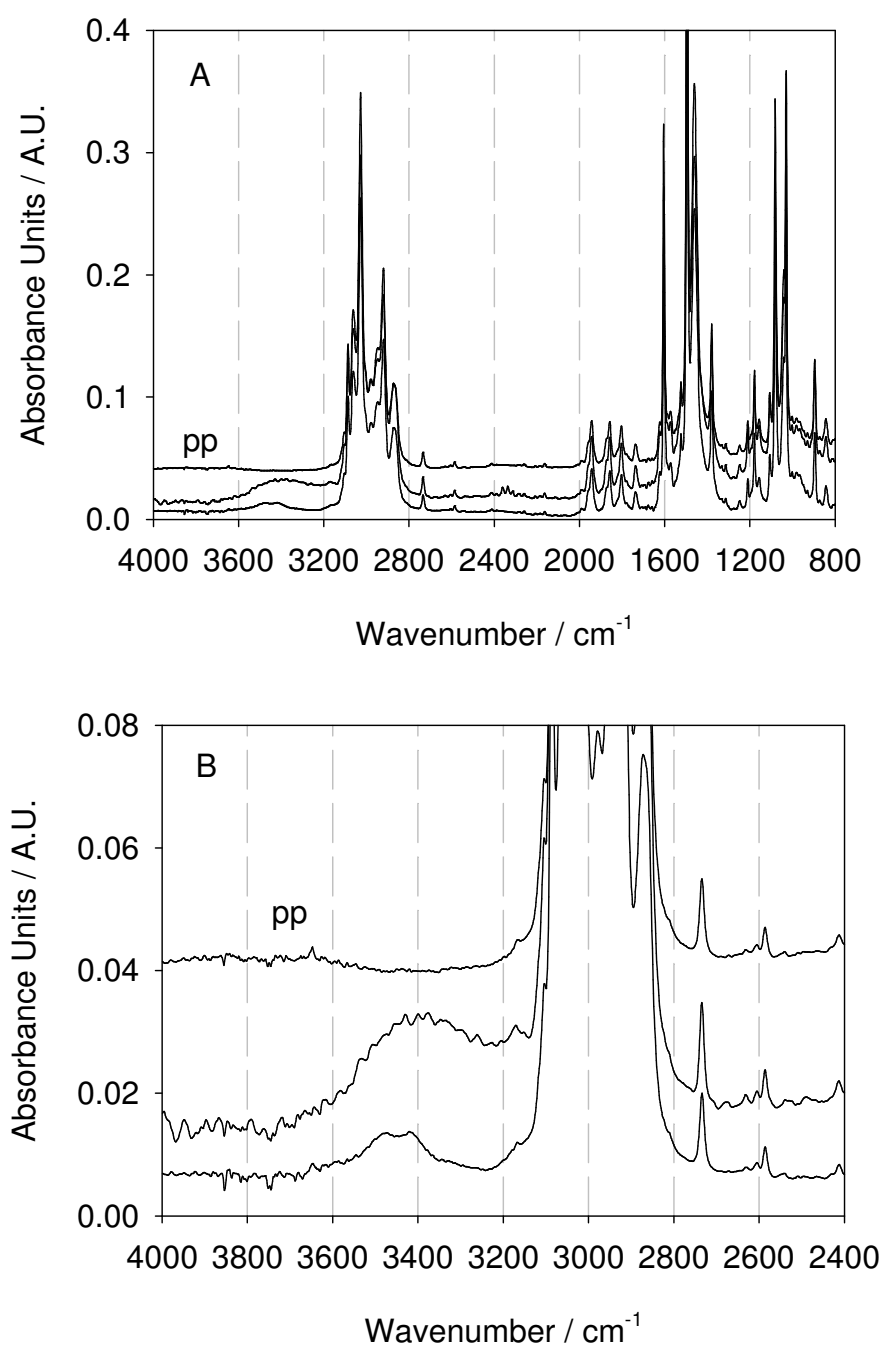 0.4
A
0.3
0.2
0.1
pp
0.0
Absorbance Units / A.U.
4000 3600 3200 2800 2400 2000 1600 1200 800
Wavenumber / cm-1
0.08
B
0.06
pp
0.04
0.02
0.00
Absorbance Units / A.U.
4000 3800 3600 3400 3200 3000 2800 2600 2400
Wavenumber / cm-1